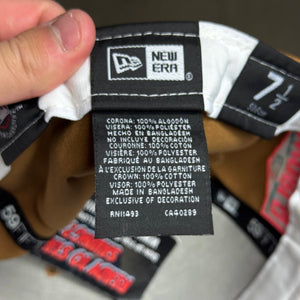 NEW
ERA
7 1/2
CORONA: 100% ALGODÓN
VISERA: 100% POLIÉSTER
HECHO EN BANGLADESH
NO INCLUYE DECORACIÓN
COURONNE: 100% COTON
VISIÈRE: 100% POLYESTER
FABRIQUÉ AU BANGLADESH
À L'EXCLUSION DE LA GARNITURE
CROWN: 100% COTTON
VISOR: 100% POLYESTER
MADE IN BANGLADESH
EXCLUSIVE OF DECORATION
RN11493 CA40289